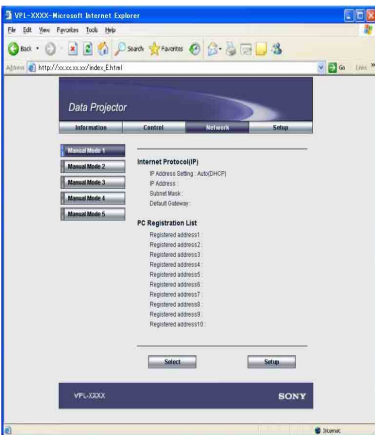 VPL-XXXX-Microsoft Internet Explorer
File Edit View Favorites Tools Help
Back Search Favorites
Address http://xx.xx.xx.xx/index_E.html Go Links »
Data Projector
Information Control Network Setup
Manual Mode 1
Manual Mode 2
Manual Mode 3
Manual Mode 4
Manual Mode 5
Internet Protocol(IP)
IP Address Setting : Auto(DHCP)
IP Address :
Subnet Mask :
Default Gateway :
PC Registration List
Registered address1 :
Registered address2 :
Registered address3 :
Registered address4 :
Registered address5 :
Registered address6 :
Registered address7 :
Registered address8 :
Registered address9 :
Registered address10 :
Select Setup
VPL-XXXX SONY
Internet